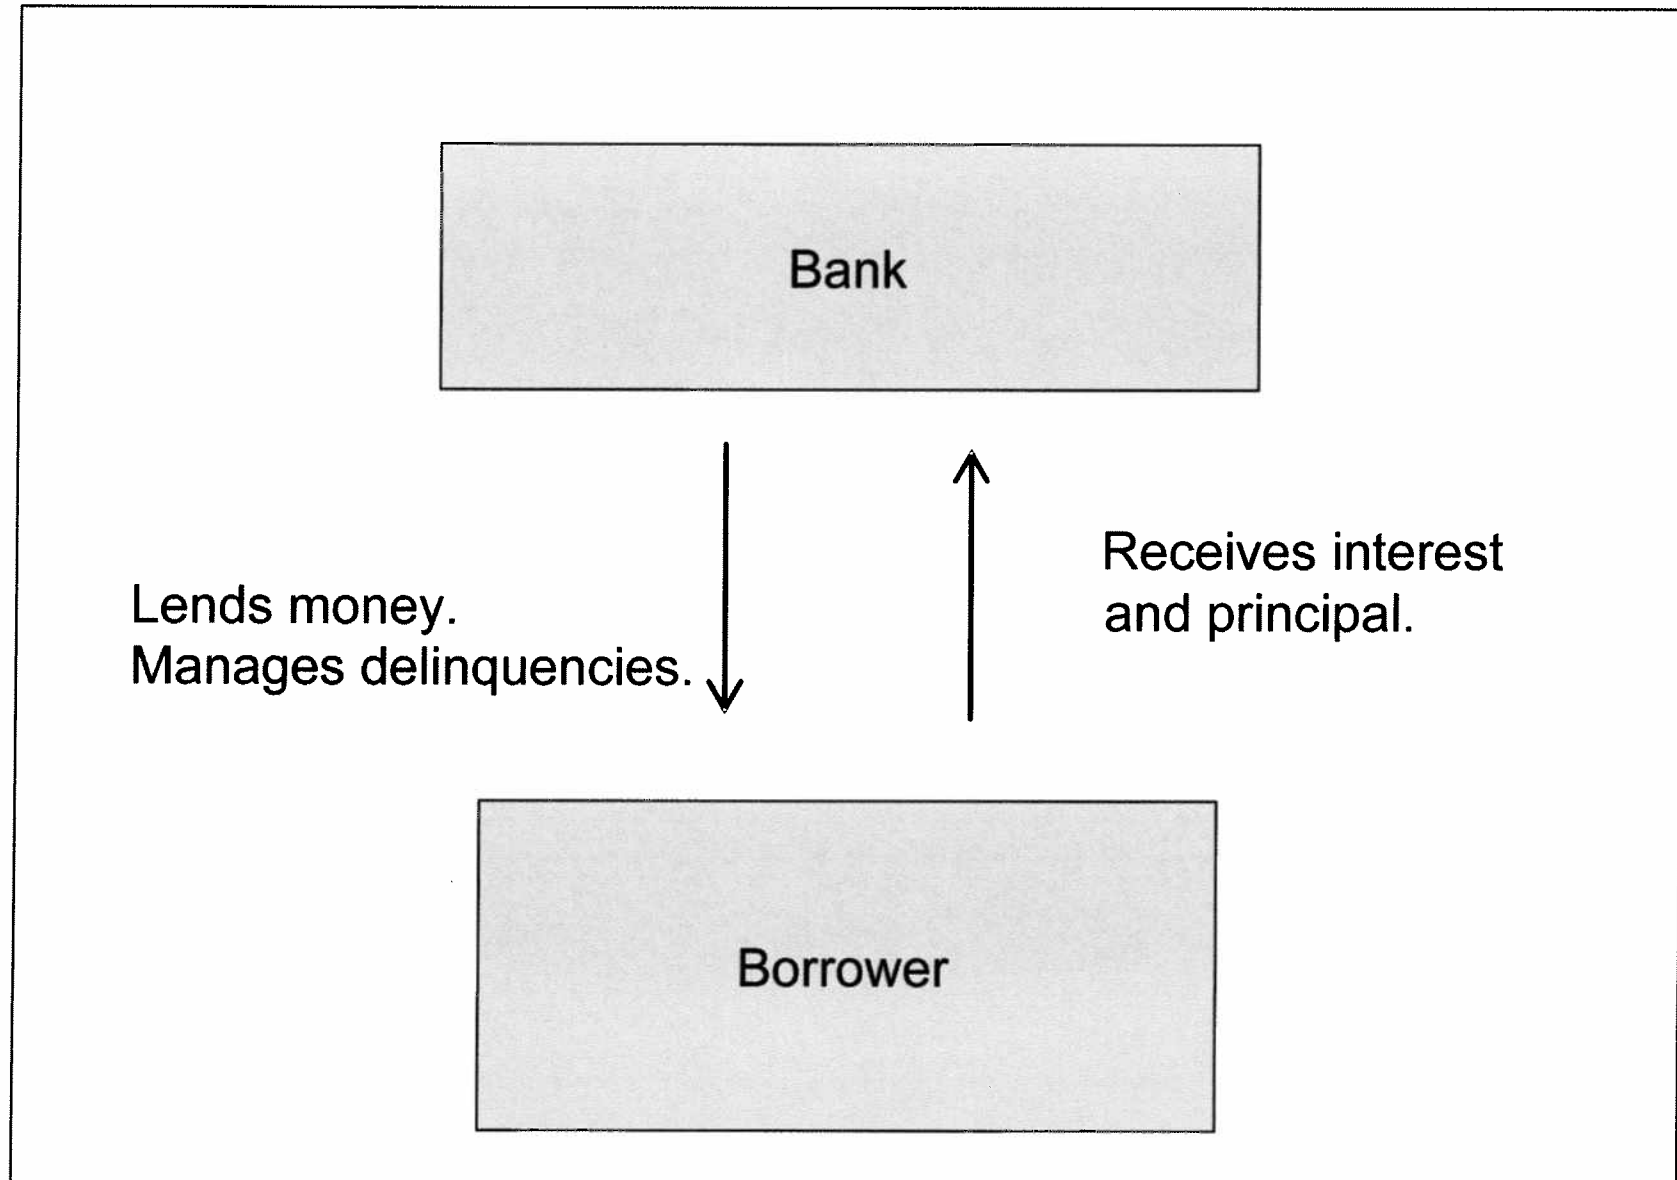 Bank
Lends money.
Manages delinquencies.
Receives interest
and principal.
Borrower